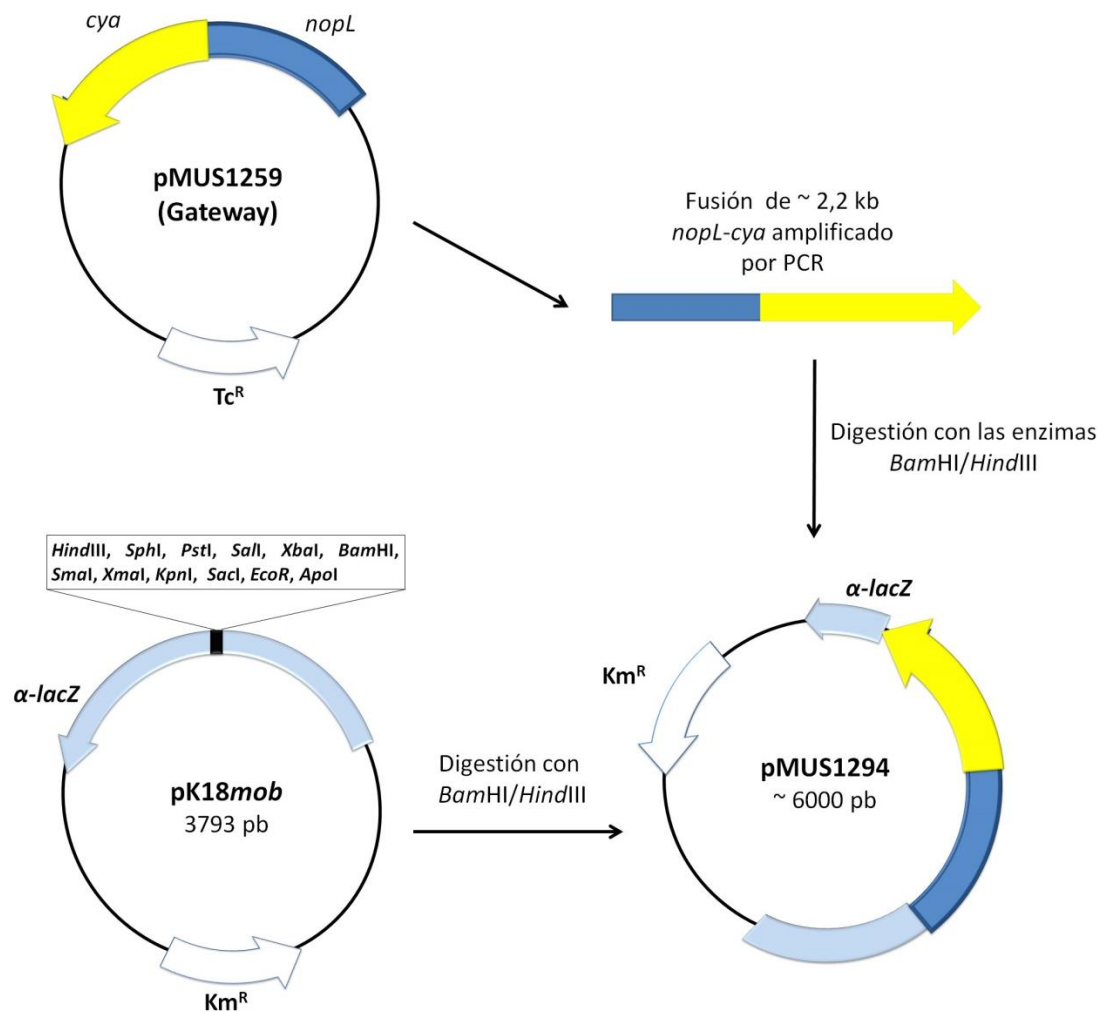 cya
nopL
pMUS1259
(Gateway)
Tc^R
Fusión de ~ 2,2 kb
nopL-cya amplificado
por PCR
Digestión con las enzimas
BamHI/HindIII
HindIII, SphI, PstI, SalI, XbaI, BamHI,
SmaI, XmaI, KpnI, SacI, EcoR, ApoI
α-lacZ
pK18mob
3793 pb
Km^R
Digestión con
BamHI/HindIII
α-lacZ
Km^R
pMUS1294
~ 6000 pb